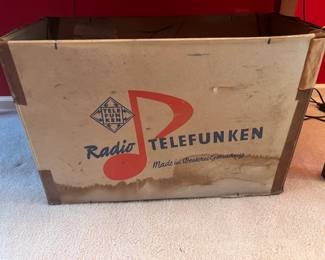 TELE
FUN
KEN
Radio TELEFUNKEN
Made in Western-Germany